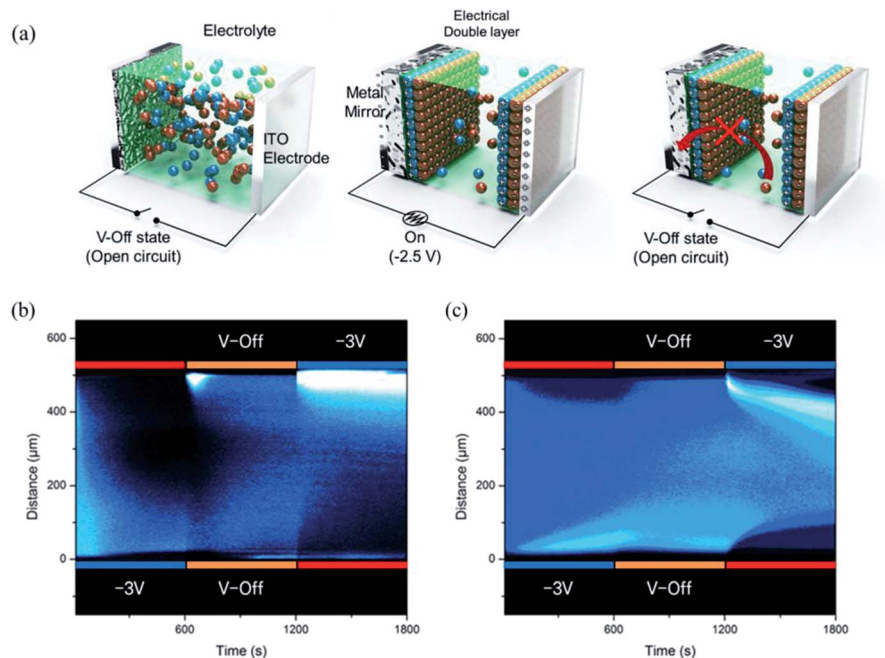 (a)
Electrolyte
ITO
Electrode
V-Off state
(Open circuit)
Electrical
Double layer
Metal
Mirror
On
(-2.5 V)
V-Off state
(Open circuit)
(b)
600
400
200
0
Distance (µm)
V-Off
−3V
−3V
V-Off
600
1200
1800
Time (s)
(c)
600
400
200
0
Distance (µm)
V-Off
−3V
−3V
V-Off
600
1200
1800
Time (s)